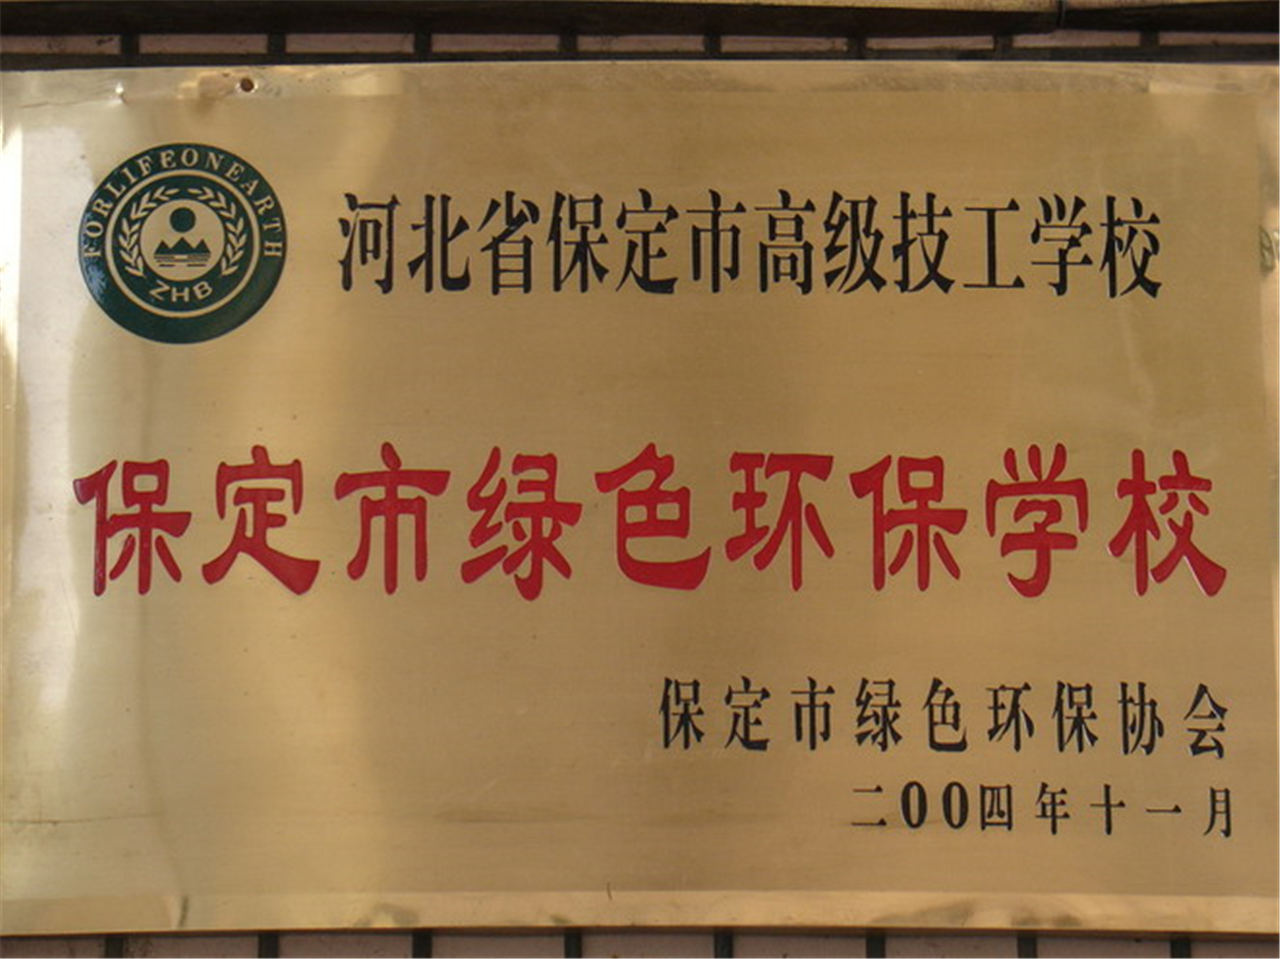 FORLIFEONEARTH
ZHB
河北省保定市高级技工学校
保定市绿色环保学校
保定市绿色环保协会
二00四年十一月